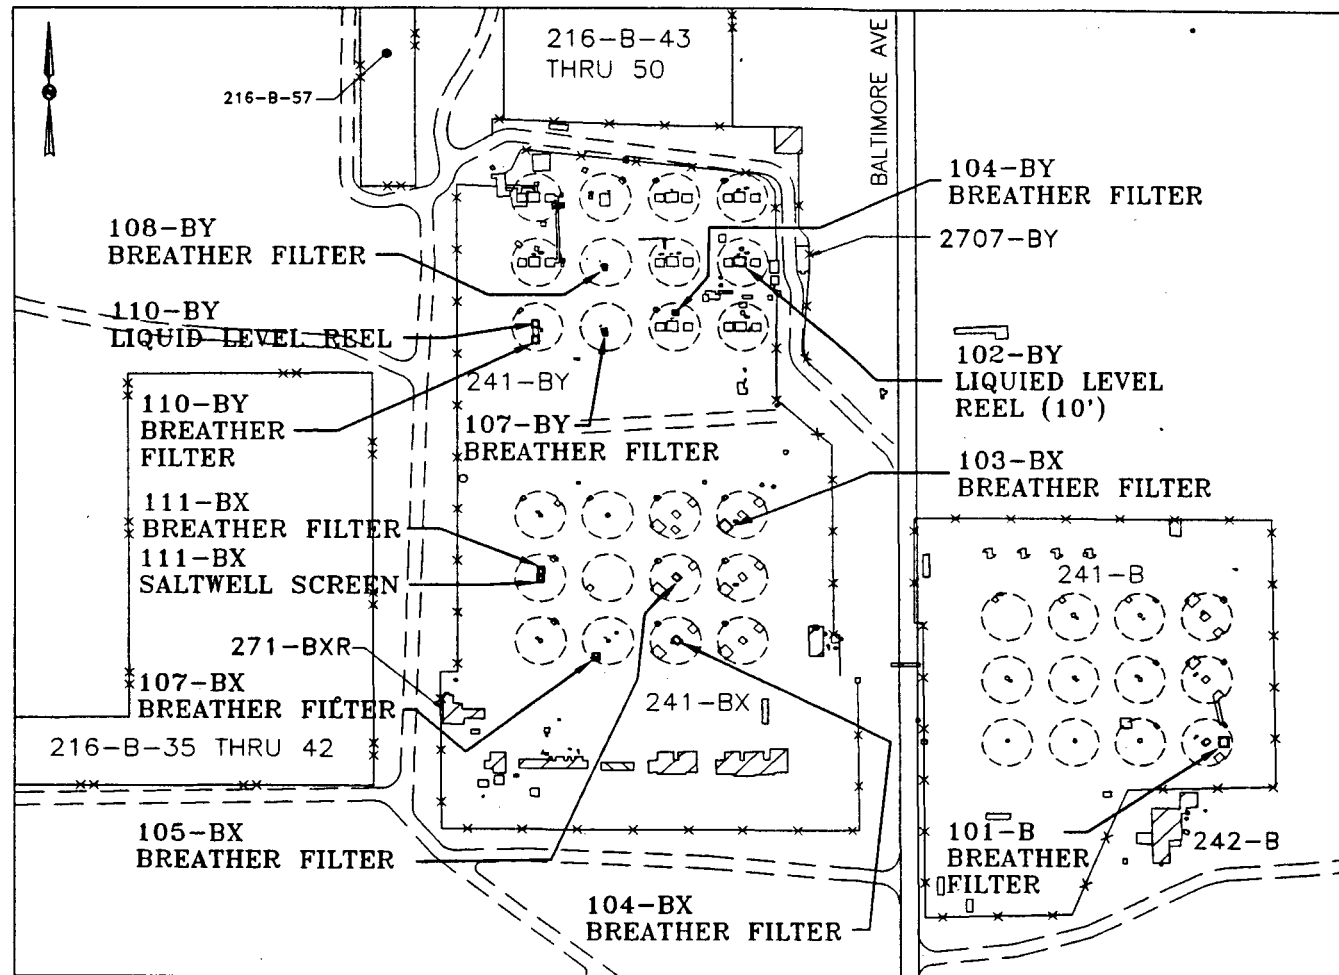 216-B-43
THRU 50
BALTIMORE AVE
216-B-57
104-BY
BREATHER FILTER
108-BY
BREATHER FILTER
2707-BY
110-BY
LIQUID LEVEL REEL
102-BY
LIQUIED LEVEL
REEL (10')
241-BY
110-BY
BREATHER
FILTER
107-BY
BREATHER FILTER
103-BX
BREATHER FILTER
111-BX
BREATHER FILTER
111-BX
SALTWELL SCREEN
241-B
271-BXR
107-BX
BREATHER FILTER
241-BX
216-B-35 THRU 42
105-BX
BREATHER FILTER
101-B
BREATHER
FILTER
242-B
104-BX
BREATHER FILTER